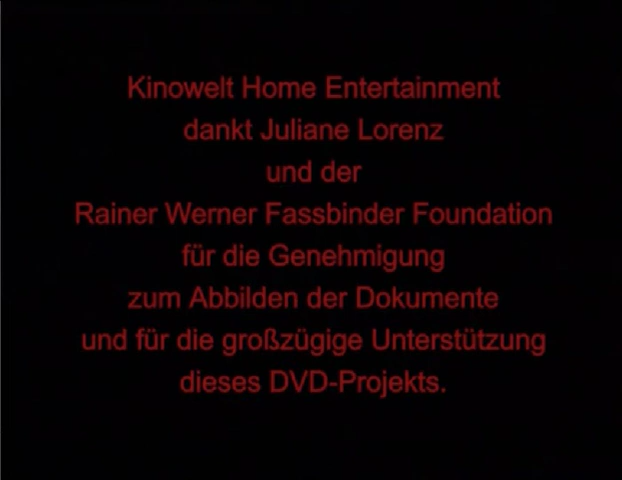 Kinowelt Home Entertainment
dankt Juliane Lorenz
und der
Rainer Werner Fassbinder Foundation
für die Genehmigung
zum Abbilden der Dokumente
und für die großzügige Unterstützung
dieses DVD-Projekts.